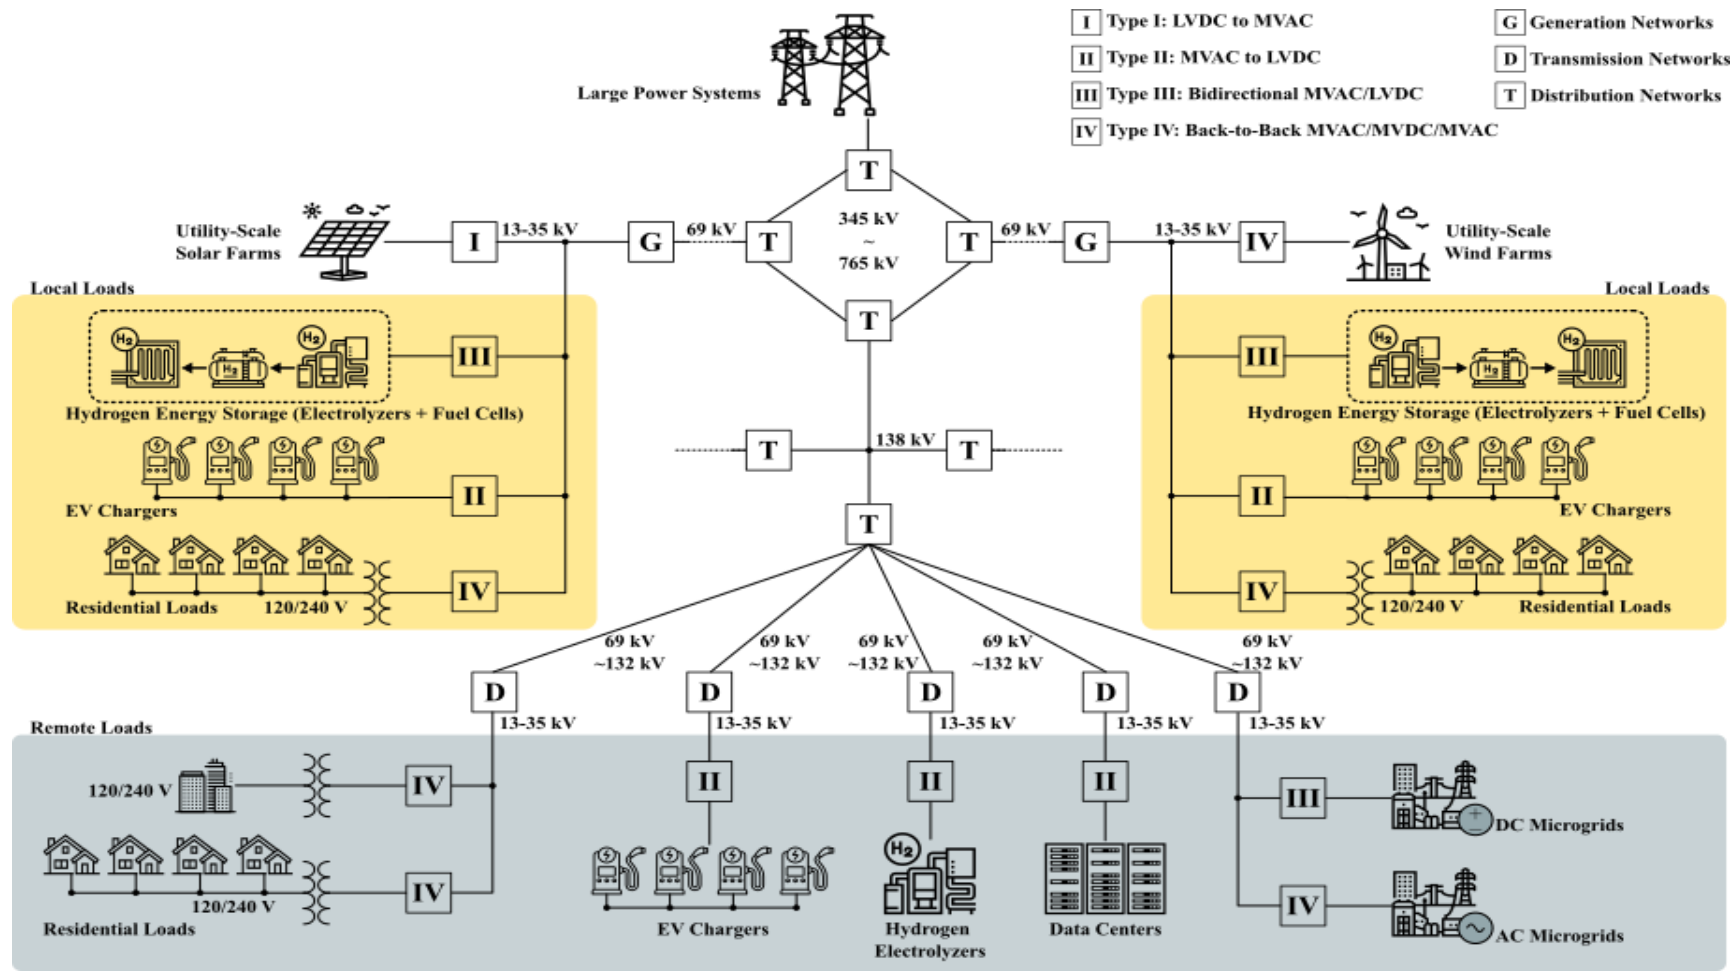 Large Power Systems
I Type I: LVDC to MVAC
II Type II: MVAC to LVDC
III Type III: Bidirectional MVAC/LVDC
IV Type IV: Back-to-Back MVAC/MVDC/MVAC
G Generation Networks
D Transmission Networks
T Distribution Networks
T
Utility-Scale
Solar Farms
I
13-35 kV
G
69 kV
T
345 kV
~
765 kV
T
69 kV
G
13-35 kV
IV
Utility-Scale
Wind Farms
T
Local Loads
H2
H2
H2
III
Hydrogen Energy Storage (Electrolyzers + Fuel Cells)
II
EV Chargers
IV
Residential Loads
120/240 V
Local Loads
III
H2
H2
H2
Hydrogen Energy Storage (Electrolyzers + Fuel Cells)
II
EV Chargers
IV
120/240 V
Residential Loads
T
138 kV
T
T
69 kV
~132 kV
69 kV
~132 kV
69 kV
~132 kV
69 kV
~132 kV
69 kV
~132 kV
D
D
D
D
D
13-35 kV
13-35 kV
13-35 kV
13-35 kV
13-35 kV
Remote Loads
120/240 V
IV
IV
120/240 V
Residential Loads
II
EV Chargers
II
H2
Hydrogen
Electrolyzers
II
Data Centers
III
DC Microgrids
IV
AC Microgrids